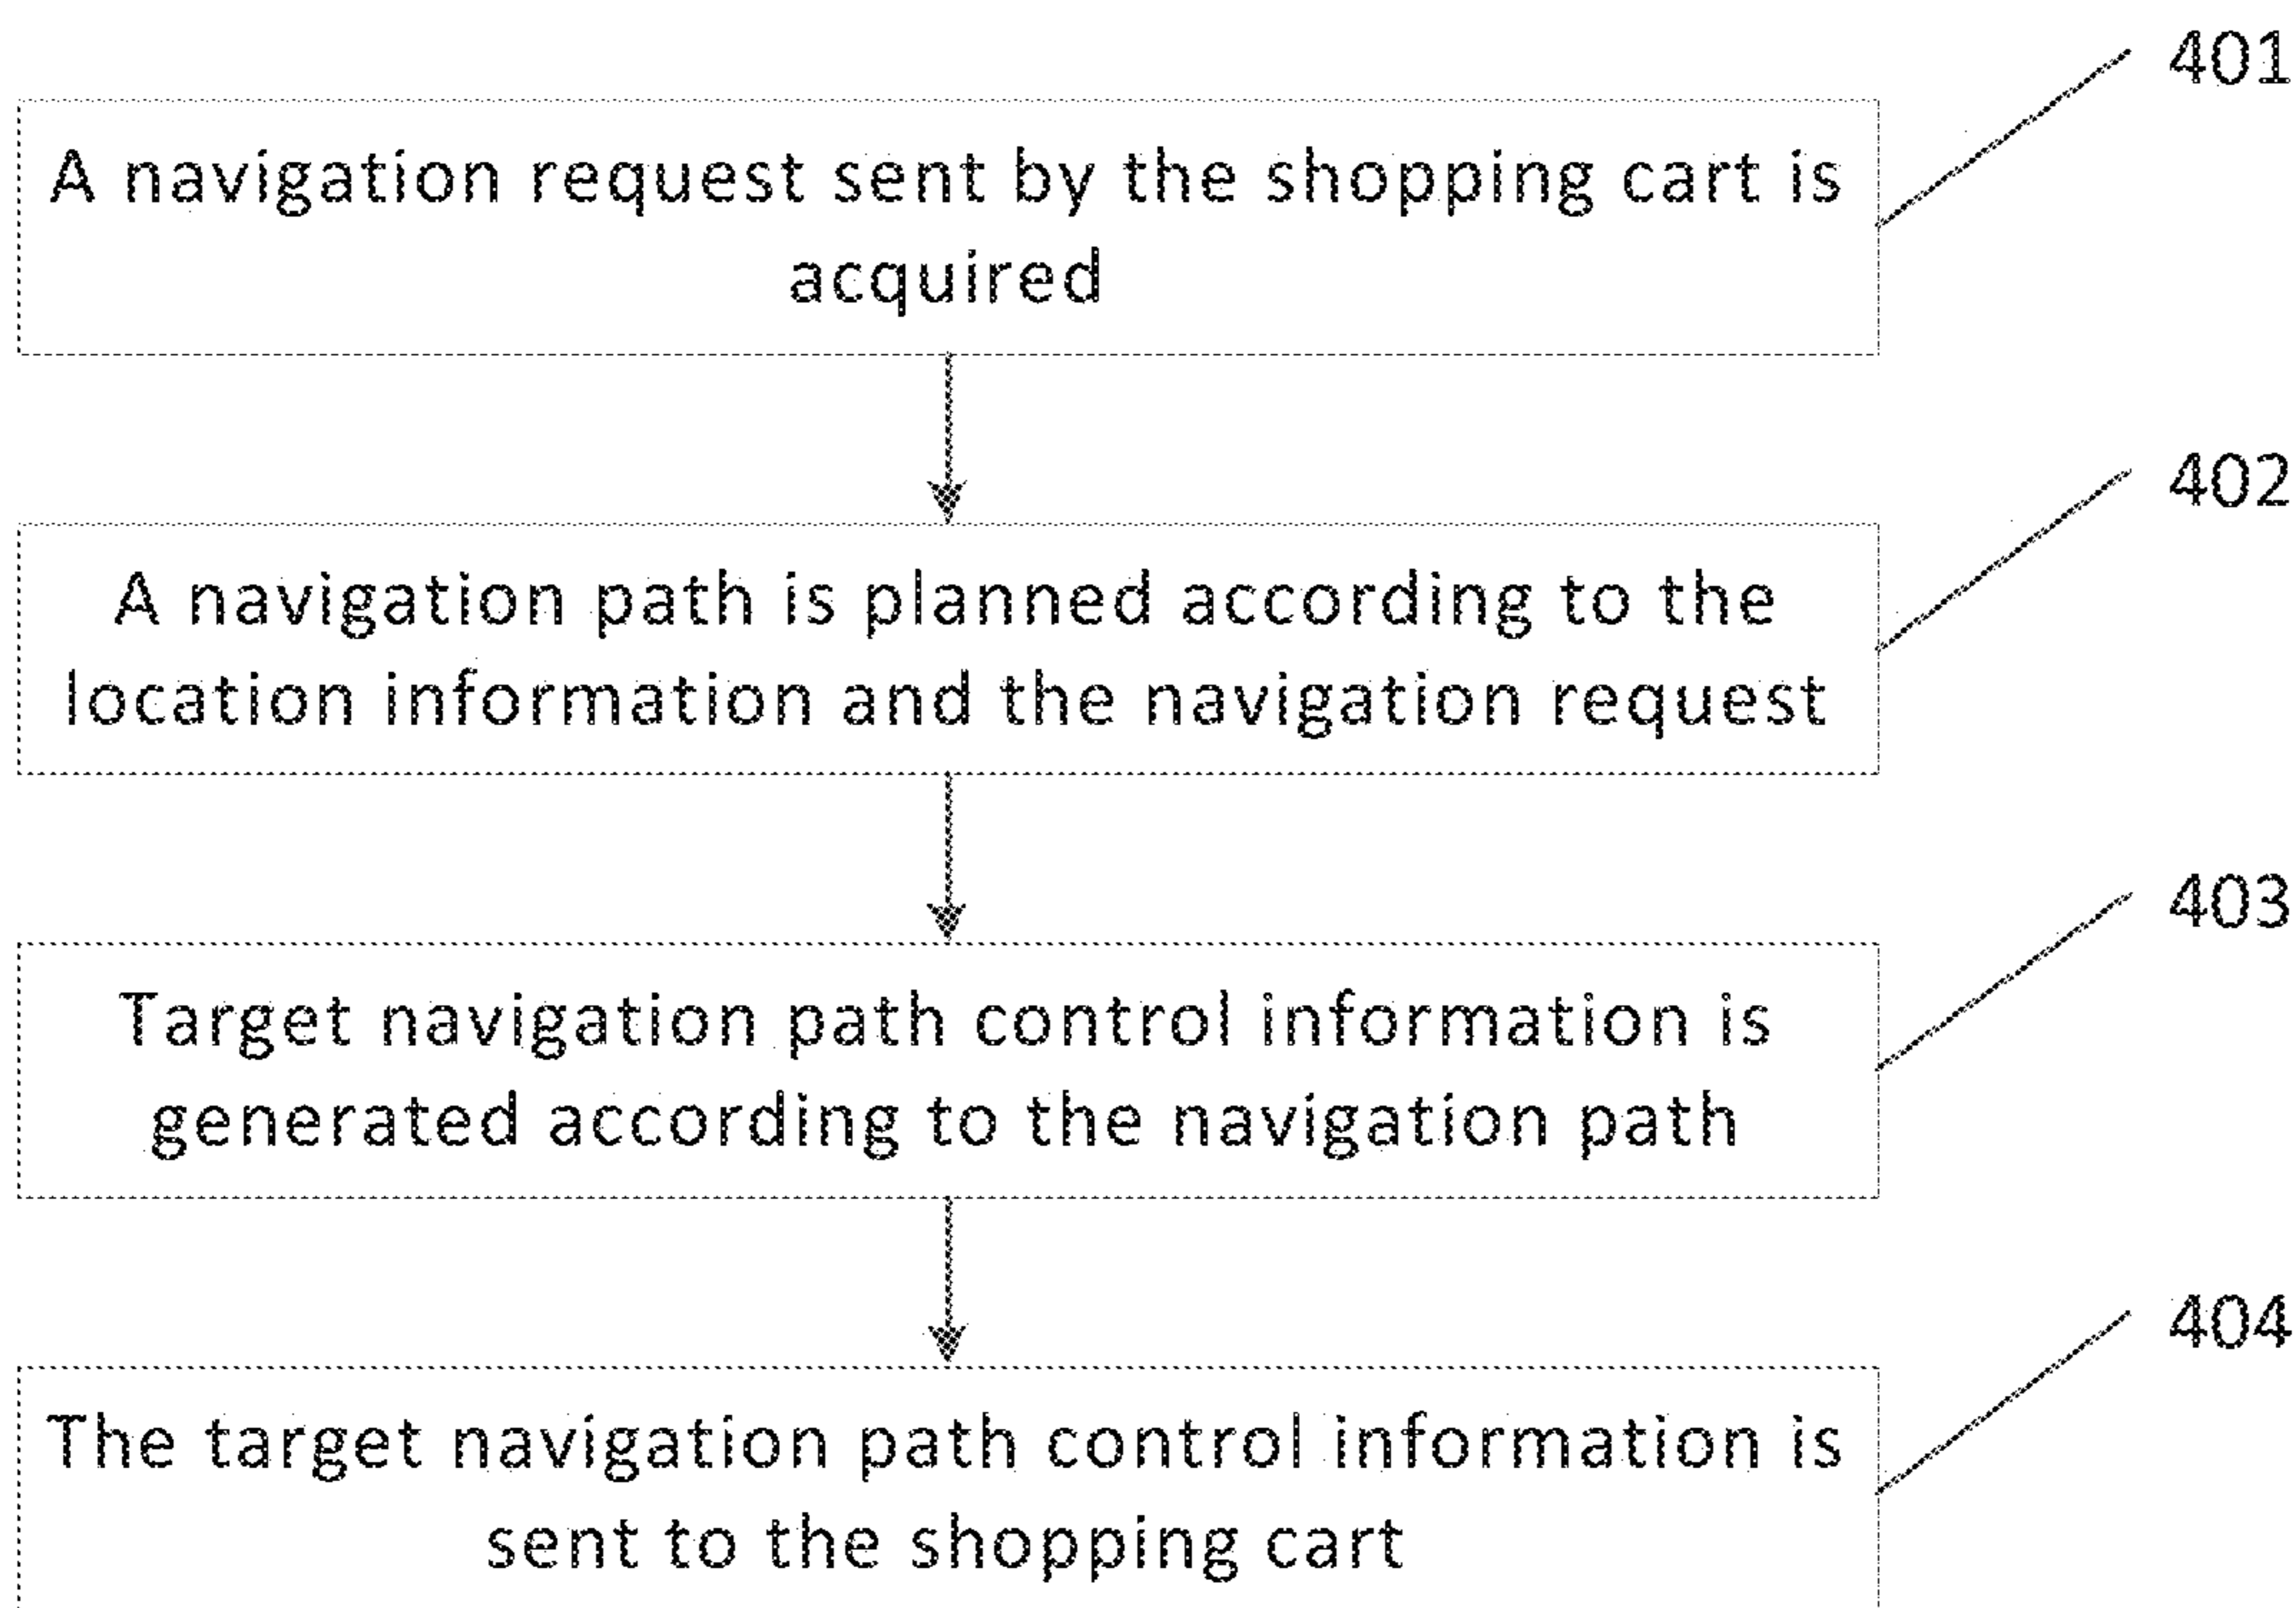 401
A navigation request sent by the shopping cart is
acquired
402
A navigation path is planned according to the
location information and the navigation request
403
Target navigation path control information is
generated according to the navigation path
404
The target navigation path control information is
sent to the shopping cart